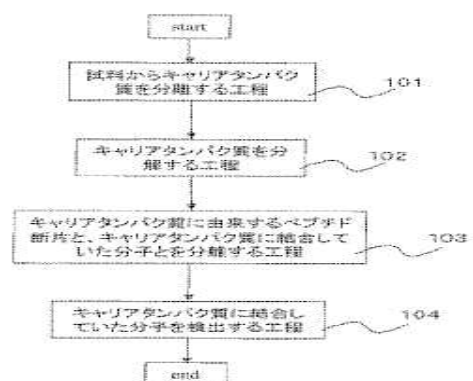 start
試料からキャリアタンパク
質を分離する工程
101
キャリアタンパク質を分
解する工程
102
キャリアタンパク質に由来するペプチド
断片と、キャリアタンパク質に結合して
いた分子とを分離する工程
103
キャリアタンパク質に結合し
ていた分子を検出する工程
104
end